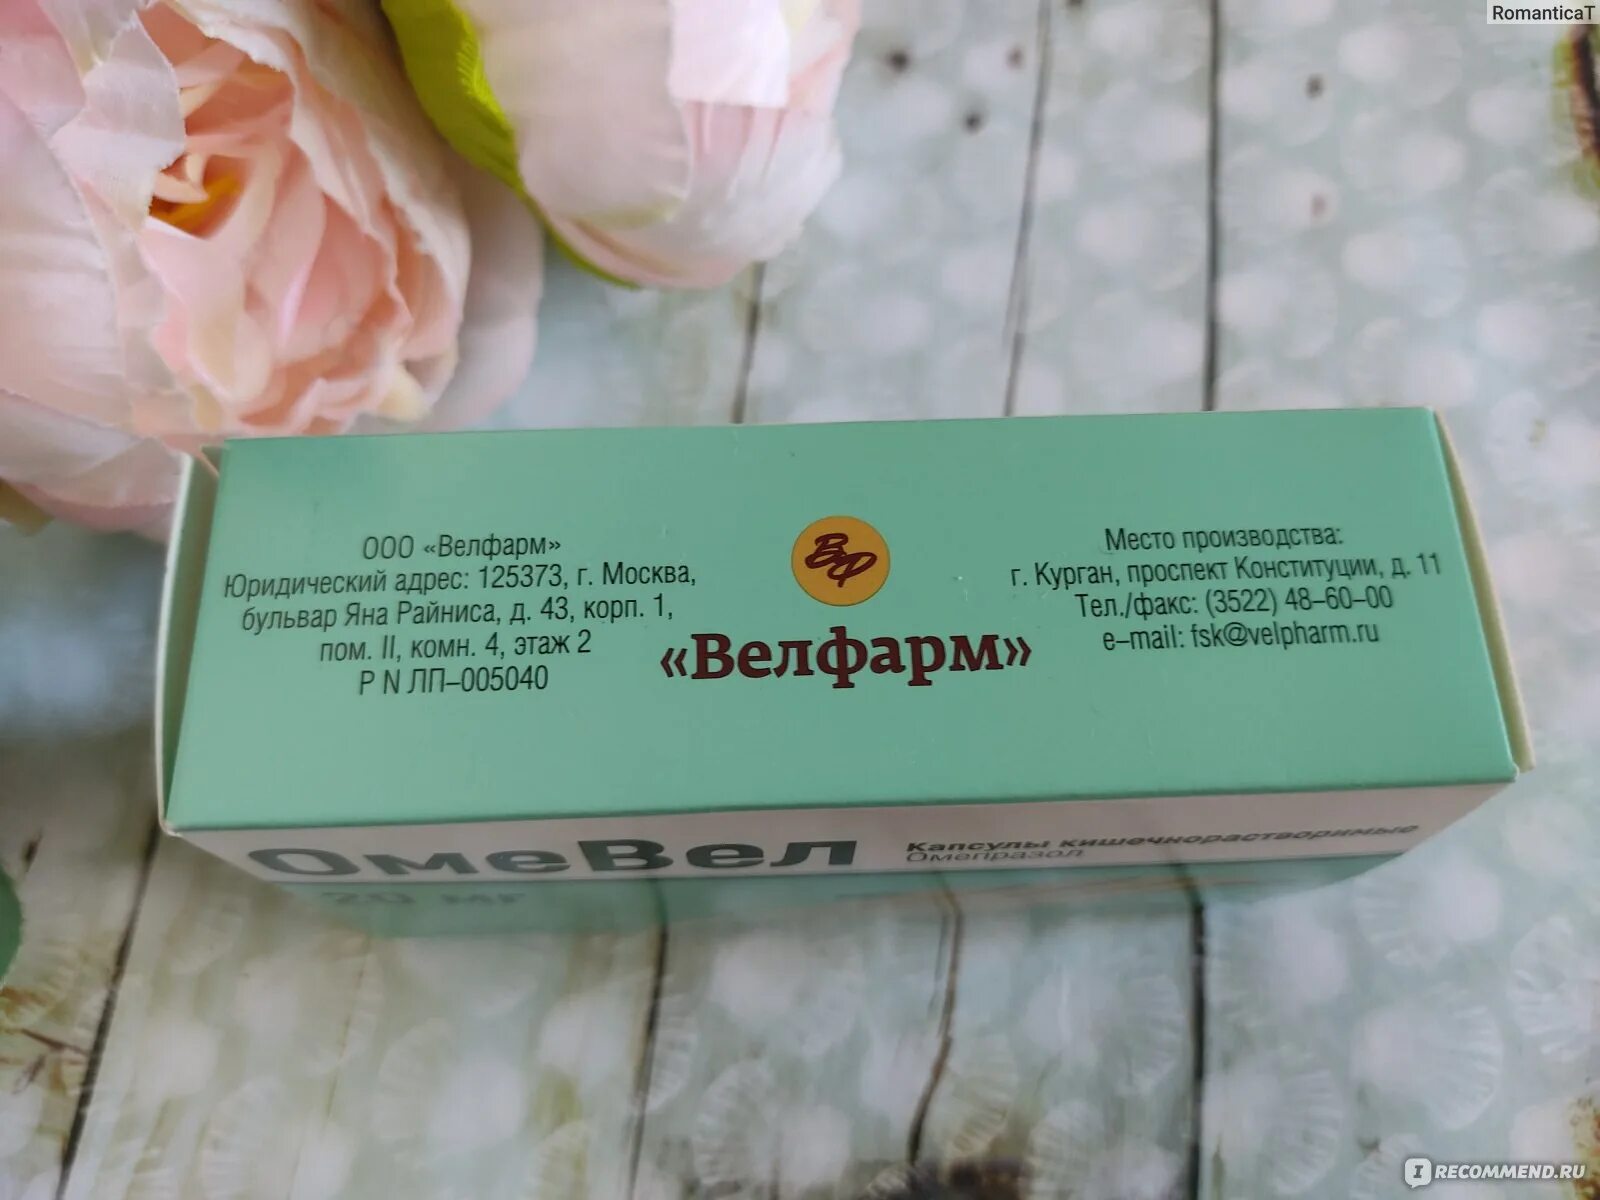 RomanticaT
ООО «Велфарм»
Юридический адрес: 125373, г. Москва,
бульвар Яна Райниса, д. 43, корп. 1,
пом. II, комн. 4, этаж 2
Р N ЛП–005040
ВФ
«Велфарм»
Место производства:
г. Курган, проспект Конституции, д. 11
Тел./факс: (3522) 48–60–00
e–mail: fsk@velpharm.ru
ОмеВел
Капсулы кишечнорастворимые
Омепразол
20 мг
I RECOMMEND.RU